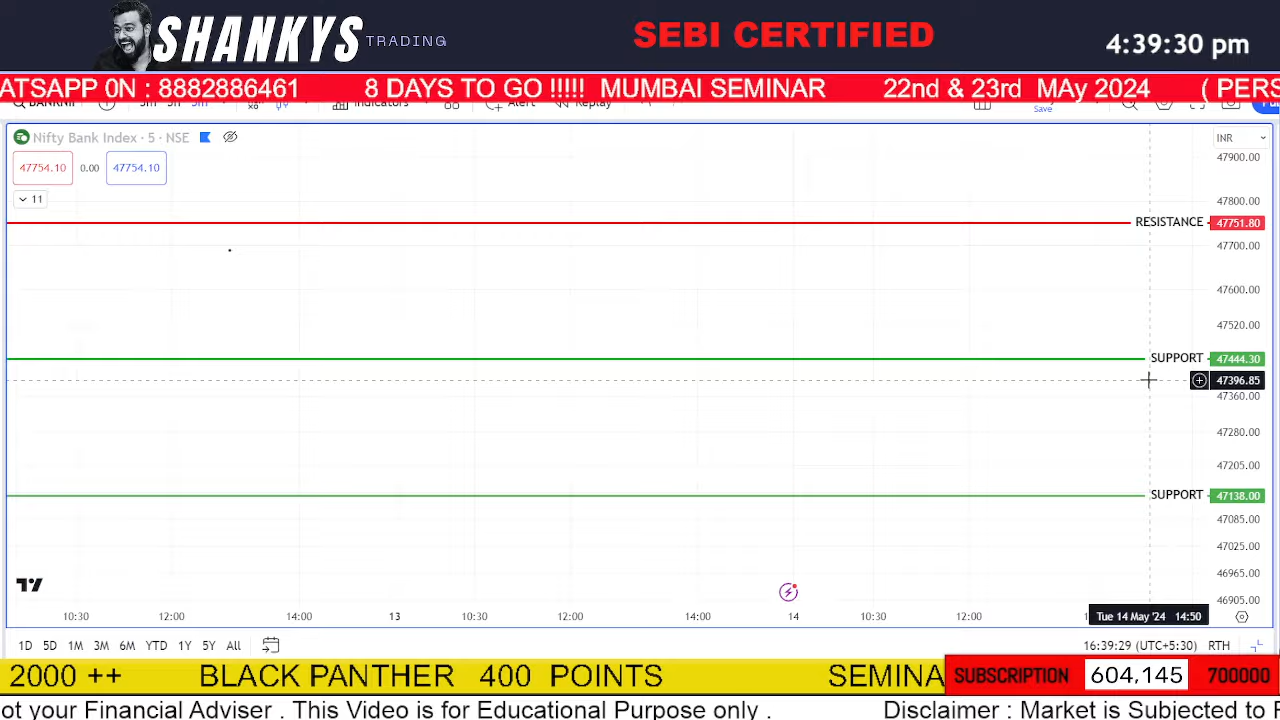 SHANKYS TRADING
SEBI CERTIFIED
4:39:30 pm
ATSAPP 0N : 8882886461 8 DAYS TO GO !!!!! MUMBAI SEMINAR 22nd & 23rd MAy 2024 ( PERS
Indicators Alert Replay Save
Nifty Bank Index · 5 · NSE
INR
47754.10 0.00 47754.10
11
47900.00
47800.00
RESISTANCE 47751.80
47700.00
47600.00
47520.00
SUPPORT 47444.30
47396.85
47360.00
47280.00
47205.00
SUPPORT 47138.00
47085.00
47025.00
46965.00
46905.00
10:30 12:00 14:00 13 10:30 12:00 14:00 14 10:30 12:00 Tue 14 May '24 14:50
1D 5D 1M 3M 6M YTD 1Y 5Y All 16:39:29 (UTC+5:30) RTH
2000 ++ BLACK PANTHER 400 POINTS SEMINA SUBSCRIPTION 604,145 700000
ot your Financial Adviser . This Video is for Educational Purpose only . Disclaimer : Market is Subjected to